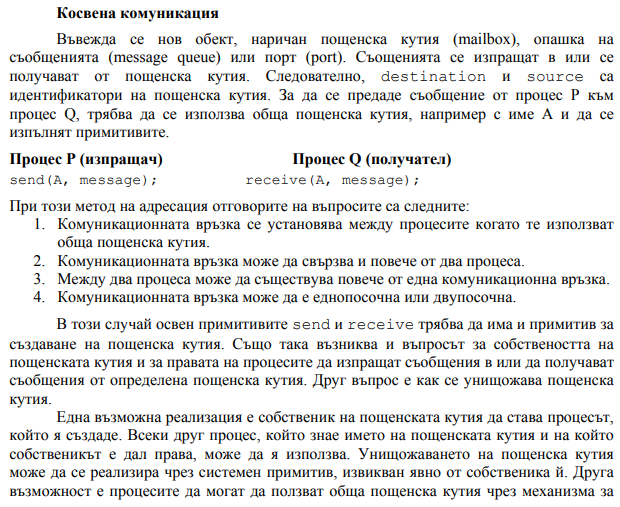 Косвена комуникация
Въвежда се нов обект, наричан пощенска кутия (mailbox), опашка на
съобщенията (message queue) или порт (port). Съощенията се изпращат в или се
получават от пощенска кутия. Следователно, destination и source са
идентификатори на пощенска кутия. За да се предаде съобщение от процес P към
процес Q, трябва да се използва обща пощенска кутия, например с име A и да се
изпълнят примитивите.
Процес P (изпращач) Процес Q (получател)
send(A, message); receive(A, message);
При този метод на адресация отговорите на въпросите са следните:
1. Комуникационната връзка се установява между процесите когато те използват
обща пощенска кутия.
2. Комуникационната връзка може да свързва и повече от два процеса.
3. Между два процеса може да съществува повече от една комуникационна връзка.
4. Комуникационната връзка може да е еднопосочна или двупосочна.
В този случай освен примитивите send и receive трябва да има и примитив за
създаване на пощенска кутия. Също така възниква и въпросът за собствеността на
пощенската кутия и за правата на процесите да изпращат съобщения в или да получават
съобщения от определена пощенска кутия. Друг въпрос е как се унищожава пощенска
кутия.
Една възможна реализация е собственик на пощенската кутия да става процесът,
който я създаде. Всеки друг процес, който знае името на пощенската кутия и на който
собственикът е дал права, може да я използва. Унищожаването на пощенска кутия
може да се реализира чрез системен примитив, извикван явно от собственика й. Друга
възможност е процесите да могат да ползват обща пощенска кутия чрез механизма за